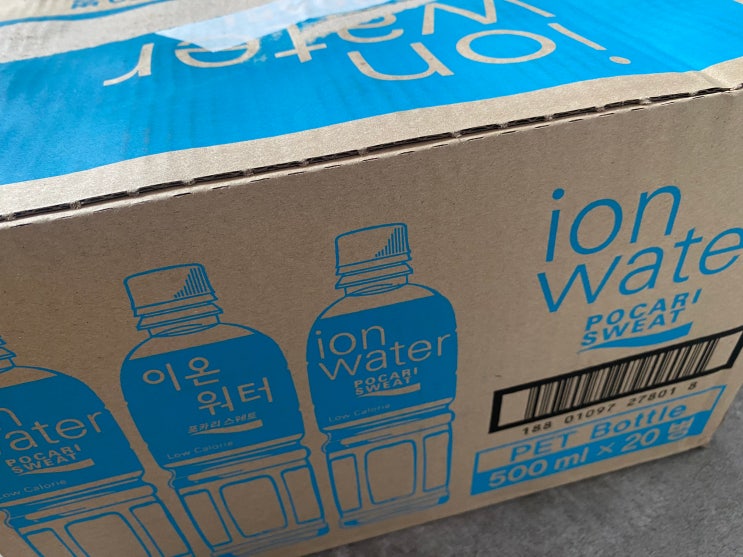 ion
water
ion
water
POCARI
SWEAT
ion
water
POCARI
SWEAT
Low Calorie
이온
워터
포카리스웨트
Low Calorie
water
POCARI
SWEAT
Low Calorie
188 01097 27801 8
PET Bottle
500 ml × 20 병